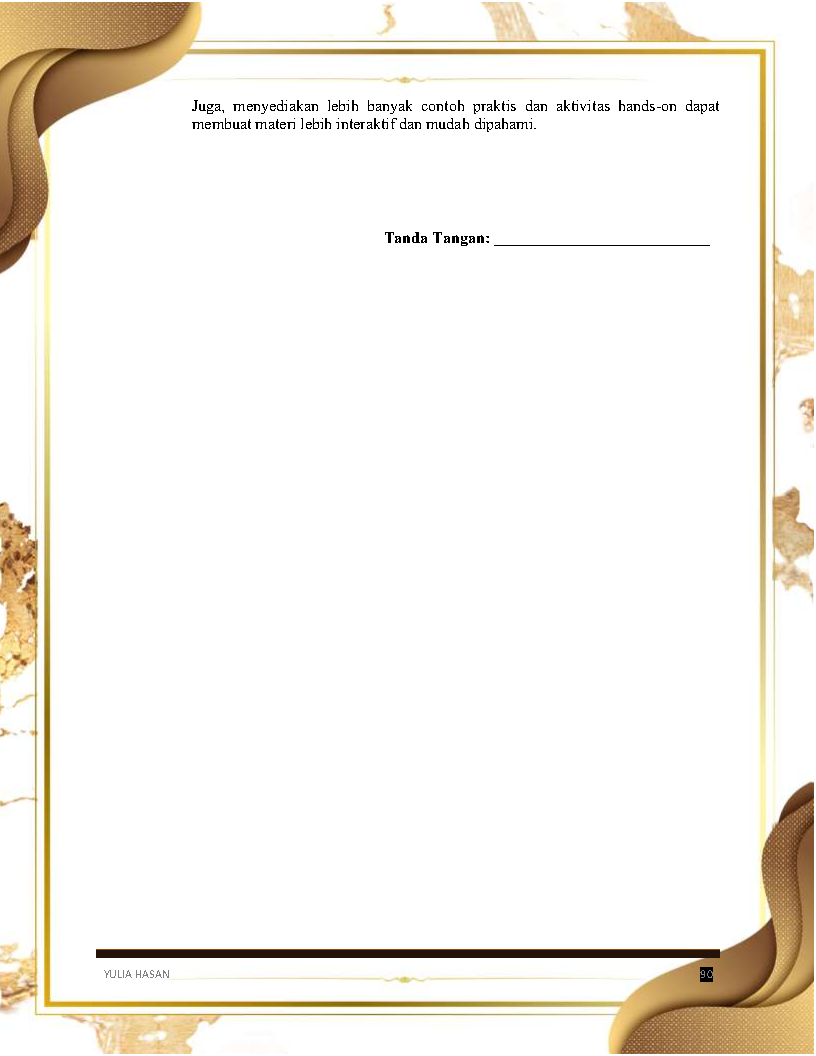 Juga, menyediakan lebih banyak contoh praktis dan aktivitas hands-on dapat
membuat materi lebih interaktif dan mudah dipahami.
Tanda Tangan: ___________________________
YULIA HASAN
90